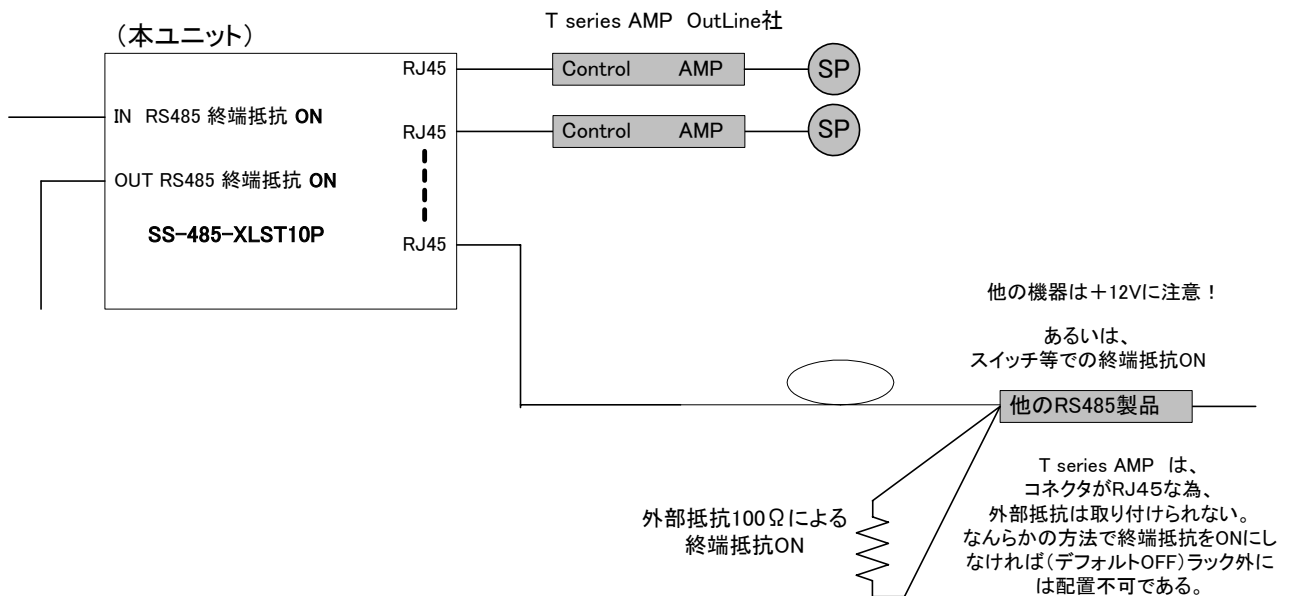 T series AMP OutLine社
(本ユニット)
RJ45
Control AMP
SP
IN RS485 終端抵抗 ON
RJ45
Control AMP
SP
OUT RS485 終端抵抗 ON
SS-485-XLST10P
RJ45
他の機器は+12Vに注意!
あるいは、
スイッチ等での終端抵抗ON
他のRS485製品
外部抵抗100Ωによる
終端抵抗ON
T series AMP は、
コネクタがRJ45な為、
外部抵抗は取り付けられない。
なんらかの方法で終端抵抗をONにし
なければ(デフォルトOFF)ラック外に
は配置不可である。